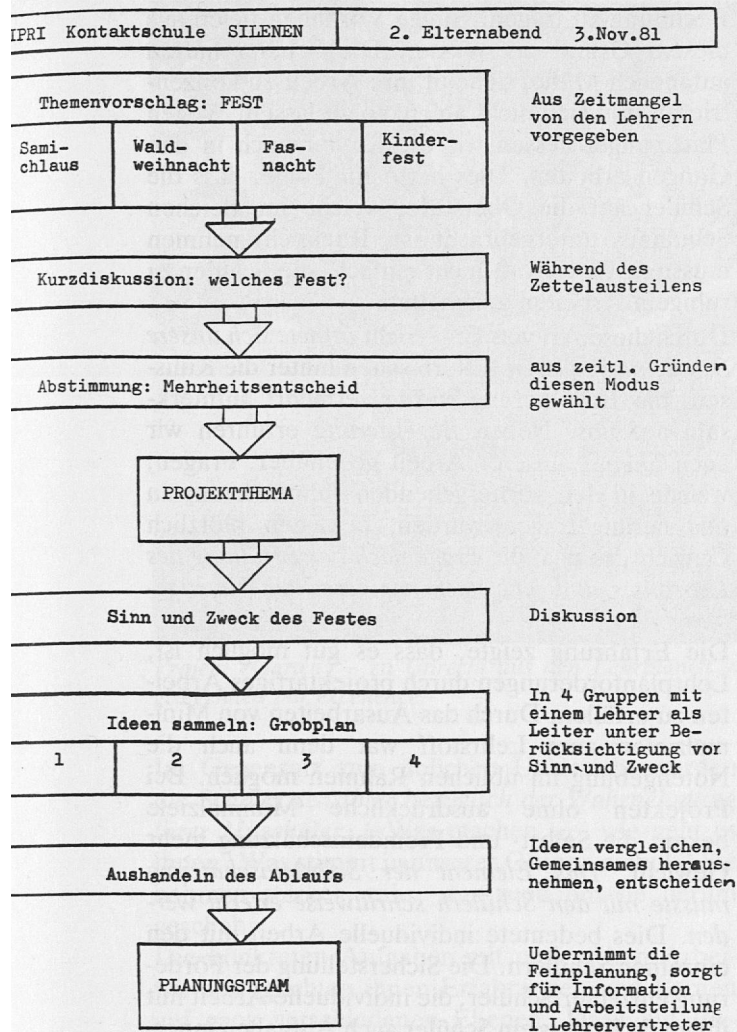 IPRI Kontaktschule SILENEN
2. Elternabend 3.Nov.81
Themenvorschlag: FEST
Sami-
chlaus
Wald-
weihnacht
Fas-
nacht
Kinder-
fest
Aus Zeitmangel
von den Lehrern
vorgegeben
Kurzdiskussion: welches Fest?
Während des
Zettelausteilens
Abstimmung: Mehrheitsentscheid
aus zeitl. Gründen
diesen Modus
gewählt
PROJEKTTHEMA
Sinn und Zweck des Festes
Diskussion
Ideen sammeln, Grobplan
1
2
3
4
In 4 Gruppen mit
einem Lehrer als
Leiter unter Be-
rücksichtigung vor
Sinn und Zweck
Aushandeln des Ablaufs
Ideen vergleichen,
Gemeinsames heraus-
nehmen, entscheiden
PLANUNGSTEAM
Uebernimmt die
Feinplanung, sorgt
für Information
und Arbeitsteilung
1 Lehrervertreter